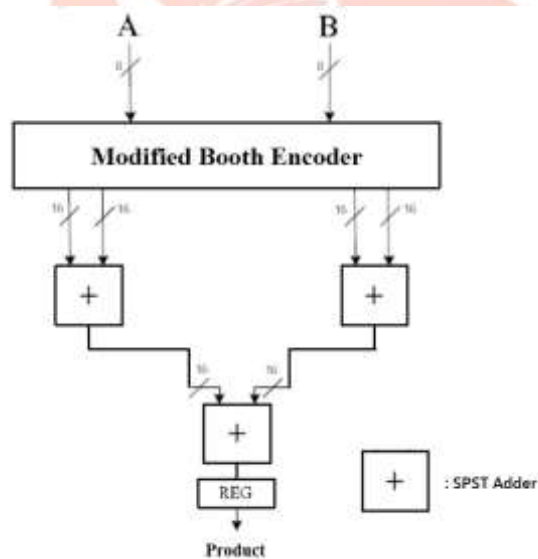 A B
8 8
Modified Booth Encoder
16 16 16 16
+ +
16 16
+
REG
+ : SPST Adder
Product